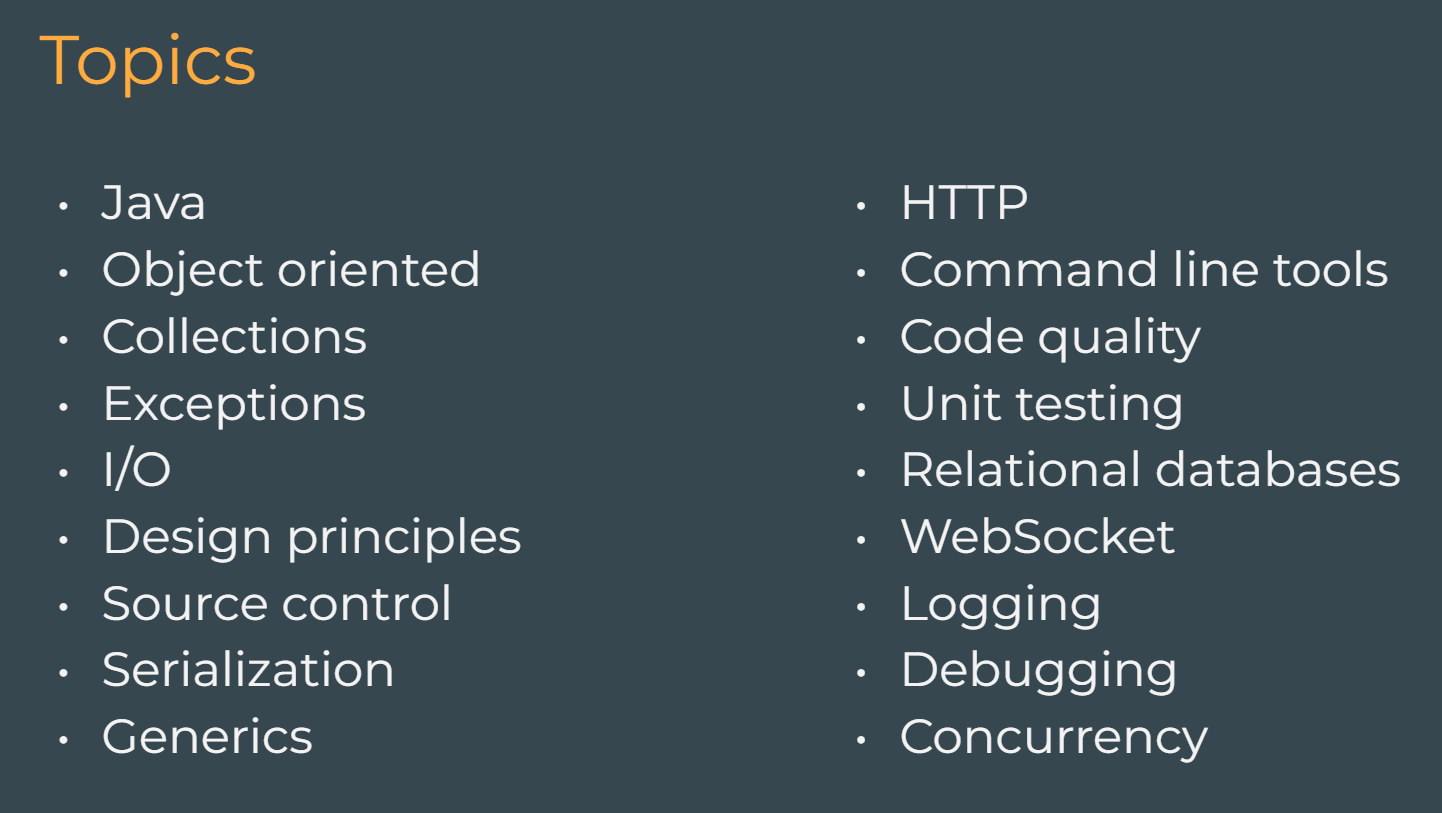 Topics
• Java
• Object oriented
• Collections
• Exceptions
• I/O
• Design principles
• Source control
• Serialization
• Generics
• HTTP
• Command line tools
• Code quality
• Unit testing
• Relational databases
• WebSocket
• Logging
• Debugging
• Concurrency